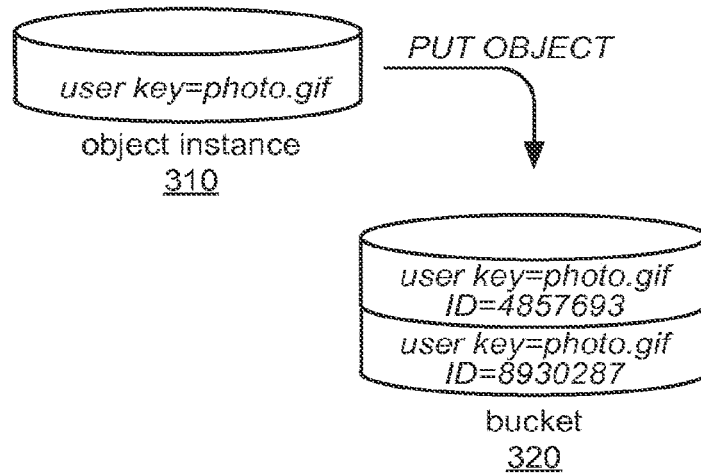 PUT OBJECT
user key=photo.gif
object instance
310
user key=photo.gif
ID=4857693
user key=photo.gif
ID=8930287
bucket
320